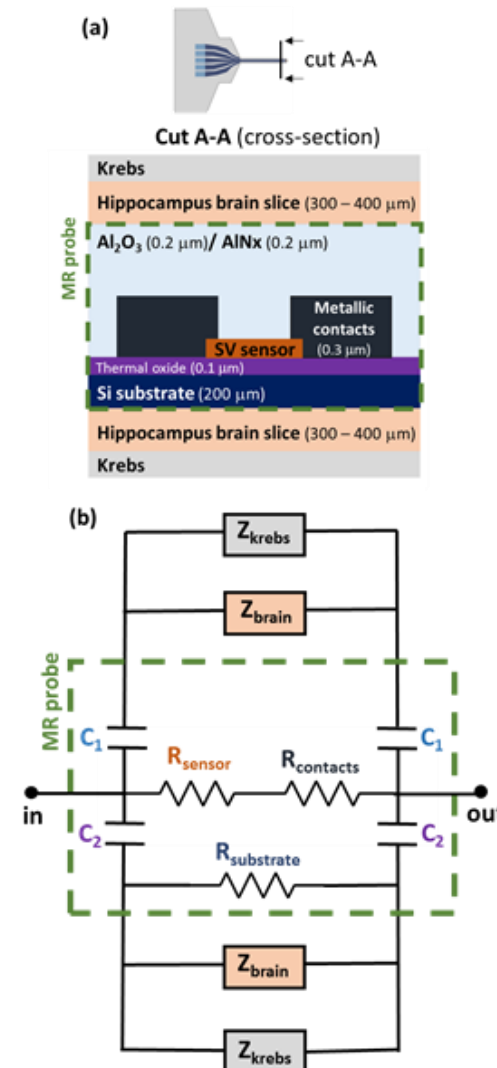 (a)
cut A-A
Cut A-A (cross-section)
Krebs
Hippocampus brain slice (300 – 400 μm)
MR probe
Al2O3 (0.2 μm)/ AlNx (0.2 μm)
Metallic
contacts
(0.3 μm)
SV sensor
Thermal oxide (0.1 μm)
Si substrate (200 μm)
Hippocampus brain slice (300 – 400 μm)
Krebs
(b)
Zkrebs
Zbrain
MR probe
C1
C1
Rsensor
Rcontacts
in
out
C2
C2
Rsubstrate
Zbrain
Zkrebs